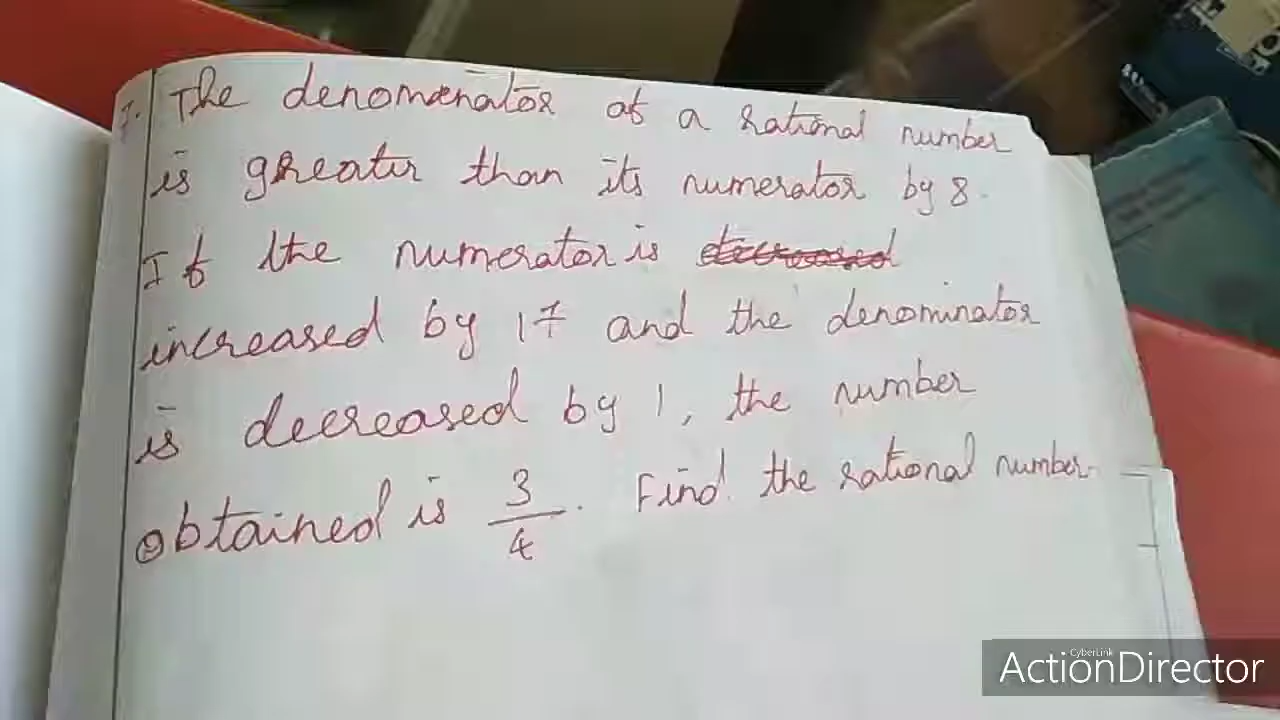 7. The denomenator of a rational number
is greater than its numerator by 8.
If the numerator is decreased
increased by 17 and the denominator
is decreased by 1, the number
obtained is 3/4. Find the rational number.
CyberLink
ActionDirector